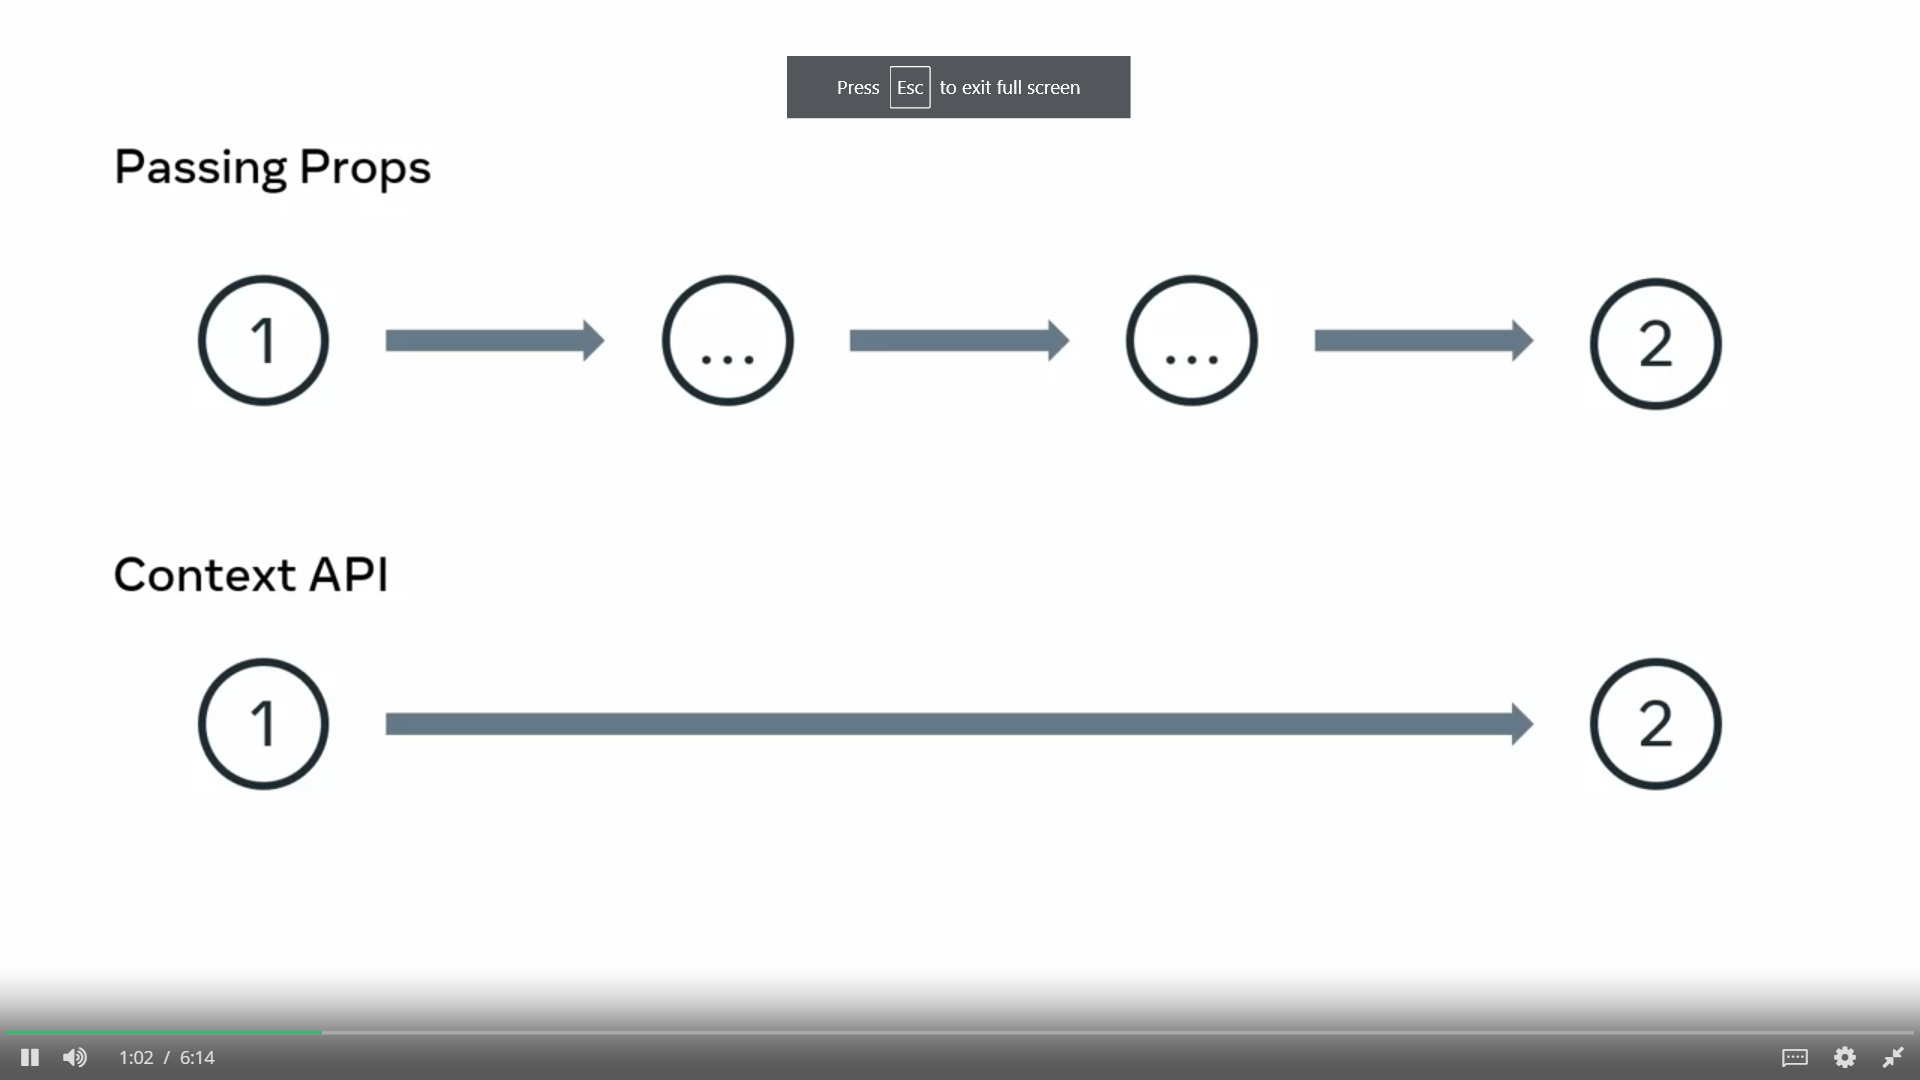 Press Esc to exit full screen
Passing Props
1 ... ... 2
Context API
1 2
1:02 / 6:14